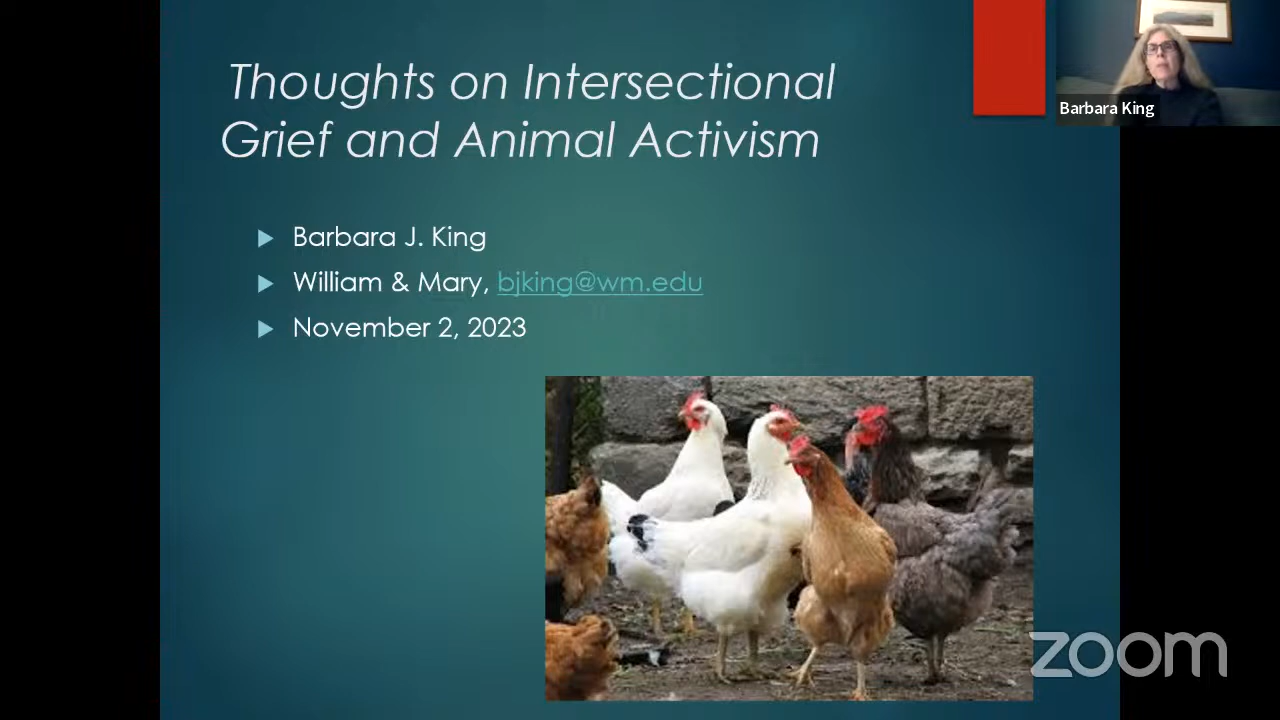 Thoughts on Intersectional
Grief and Animal Activism
Barbara J. King
William & Mary, bjking@wm.edu
November 2, 2023
Barbara King
zoom